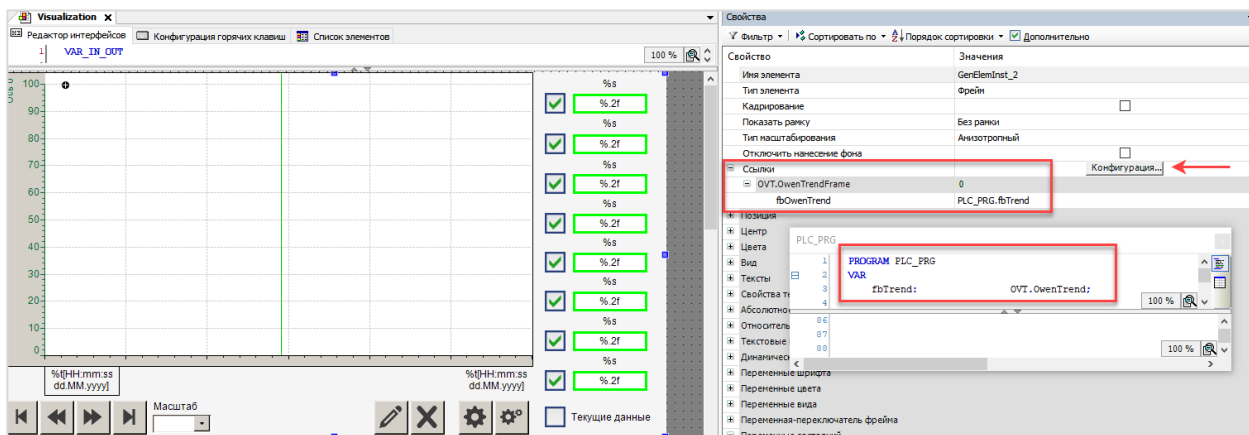 Visualization X
Редактор интерфейсов Конфигурация горячих клавиш Список элементов
1 VAR_IN_OUT
100 %
100
90
80
70
60
50
40
30
20
10
0
%s
%.2f
%s
%.2f
%s
%.2f
%s
%.2f
%s
%.2f
%s
%.2f
%s
%.2f
%s
%.2f
%t[HH:mm:ss
dd.MM.yyyy]
%t[HH:mm:ss
dd.MM.yyyy]
Масштаб
Текущие данные
Свойства
Фильтр Сортировать по Порядок сортировки Дополнительно
Свойство Значения
Имя элемента GenElemInst_2
Тип элемента Фрейм
Кадрирование
Показать рамку Без рамки
Тип масштабирования Анизотропный
Отключить нанесение фона
Ссылки Конфигурация...
OVT.OwenTrendFrame 0
fbOwenTrend PLC_PRG.fbTrend
Позиция
Центр
Цвета
Вид
Тексты
Свойства те
Абсолютно
Относитель
Текстовые
Динамичес
Переменные шрифта
Переменные цвета
Переменные вида
Переменная-переключатель фрейма
PLC_PRG
1 PROGRAM PLC_PRG
2 VAR
3 fbTrend: OVT.OwenTrend;
4
100 %
86
87
88
100 %